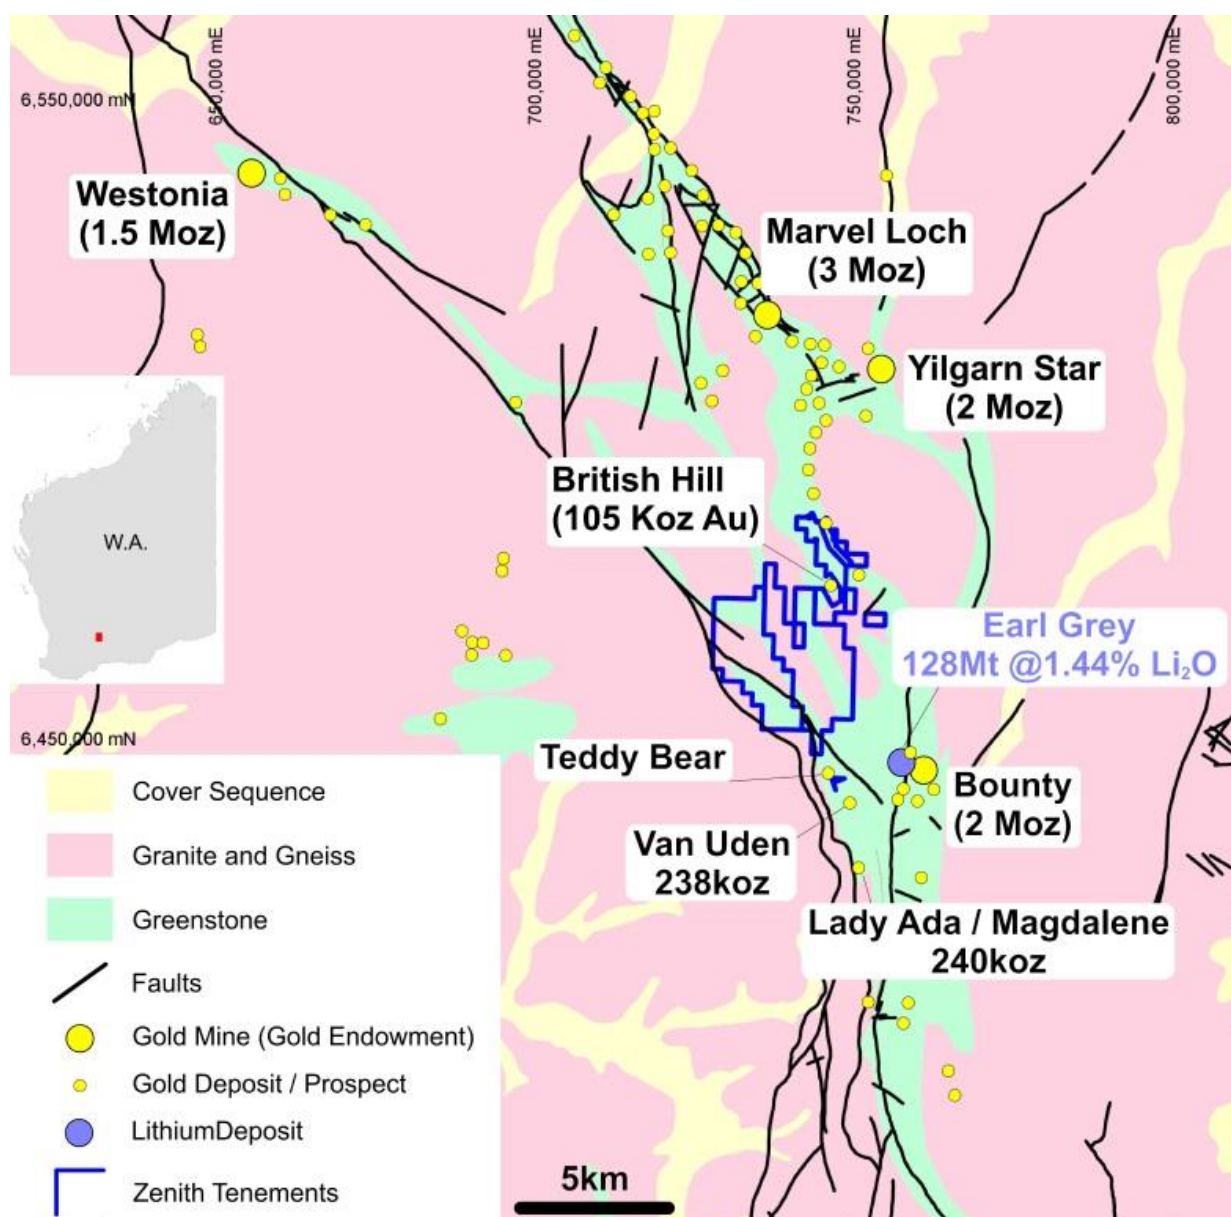 650,000 mE
700,000 mE
750,000 mE
800,000 mE
6,550,000 mN
Westonia
(1.5 Moz)
Marvel Loch
(3 Moz)
Yilgarn Star
(2 Moz)
British Hill
(105 Koz Au)
W.A.
Earl Grey
128Mt @1.44% Li₂O
6,450,000 mN
Teddy Bear
Bounty
(2 Moz)
Van Uden
238koz
Lady Ada / Magdalene
240koz
Cover Sequence
Granite and Gneiss
Greenstone
Faults
Gold Mine (Gold Endowment)
Gold Deposit / Prospect
LithiumDeposit
Zenith Tenements
5km